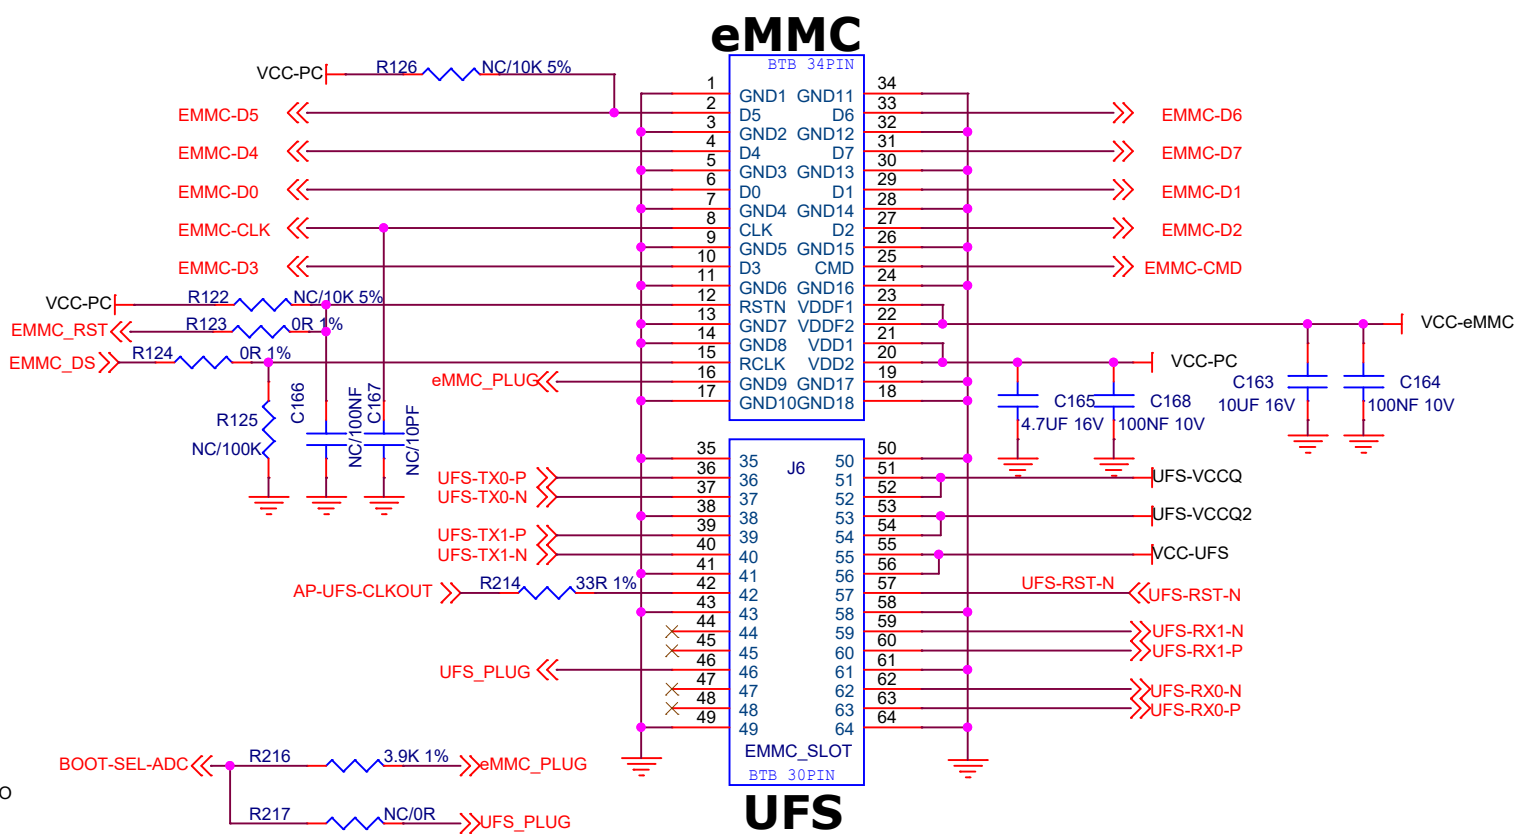 eMMC
BTB 34PIN
VCC-PC R126 NC/10K 5%
1 GND1 GND11 34
EMMC-D5 2 D5 D6 33 EMMC-D6
3 GND2 GND12 32
EMMC-D4 4 D4 D7 31 EMMC-D7
5 GND3 GND13 30
EMMC-D0 6 D0 D1 29 EMMC-D1
7 GND4 GND14 28
EMMC-CLK 8 CLK D2 27 EMMC-D2
9 GND5 GND15 26
EMMC-D3 10 D3 CMD 25 EMMC-CMD
11 GND6 GND16 24
VCC-PC R122 NC/10K 5% 12 RSTN VDDF1 23
EMMC_RST R123 0R 1% 13 GND7 VDDF2 22 VCC-eMMC
14 GND8 VDD1 21
EMMC_DS R124 0R 1% 15 RCLK VDD2 20 VCC-PC
eMMC_PLUG 16 GND9 GND17 19
17 GND10 GND18 18
R125
NC/100K
C166
NC/100NF
C167
NC/10PF
C165
4.7UF 16V
C168
100NF 10V
C163
10UF 16V
C164
100NF 10V
J6
35 35 50 50
UFS-TX0-P 36 36 51 51 UFS-VCCQ
UFS-TX0-N 37 37 52 52
38 38 53 53 UFS-VCCQ2
UFS-TX1-P 39 39 54 54
UFS-TX1-N 40 40 55 55 VCC-UFS
41 41 56 56
AP-UFS-CLKOUT R214 33R 1% 42 42 57 57 UFS-RST-N UFS-RST-N
43 43 58 58
44 44 59 59 UFS-RX1-N
45 45 60 60 UFS-RX1-P
UFS_PLUG 46 46 61 61
47 47 62 62 UFS-RX0-N
48 48 63 63 UFS-RX0-P
49 49 64 64
EMMC_SLOT
BTB 30PIN
UFS
BOOT-SEL-ADC R216 3.9K 1% eMMC_PLUG
O
R217 NC/0R UFS_PLUG